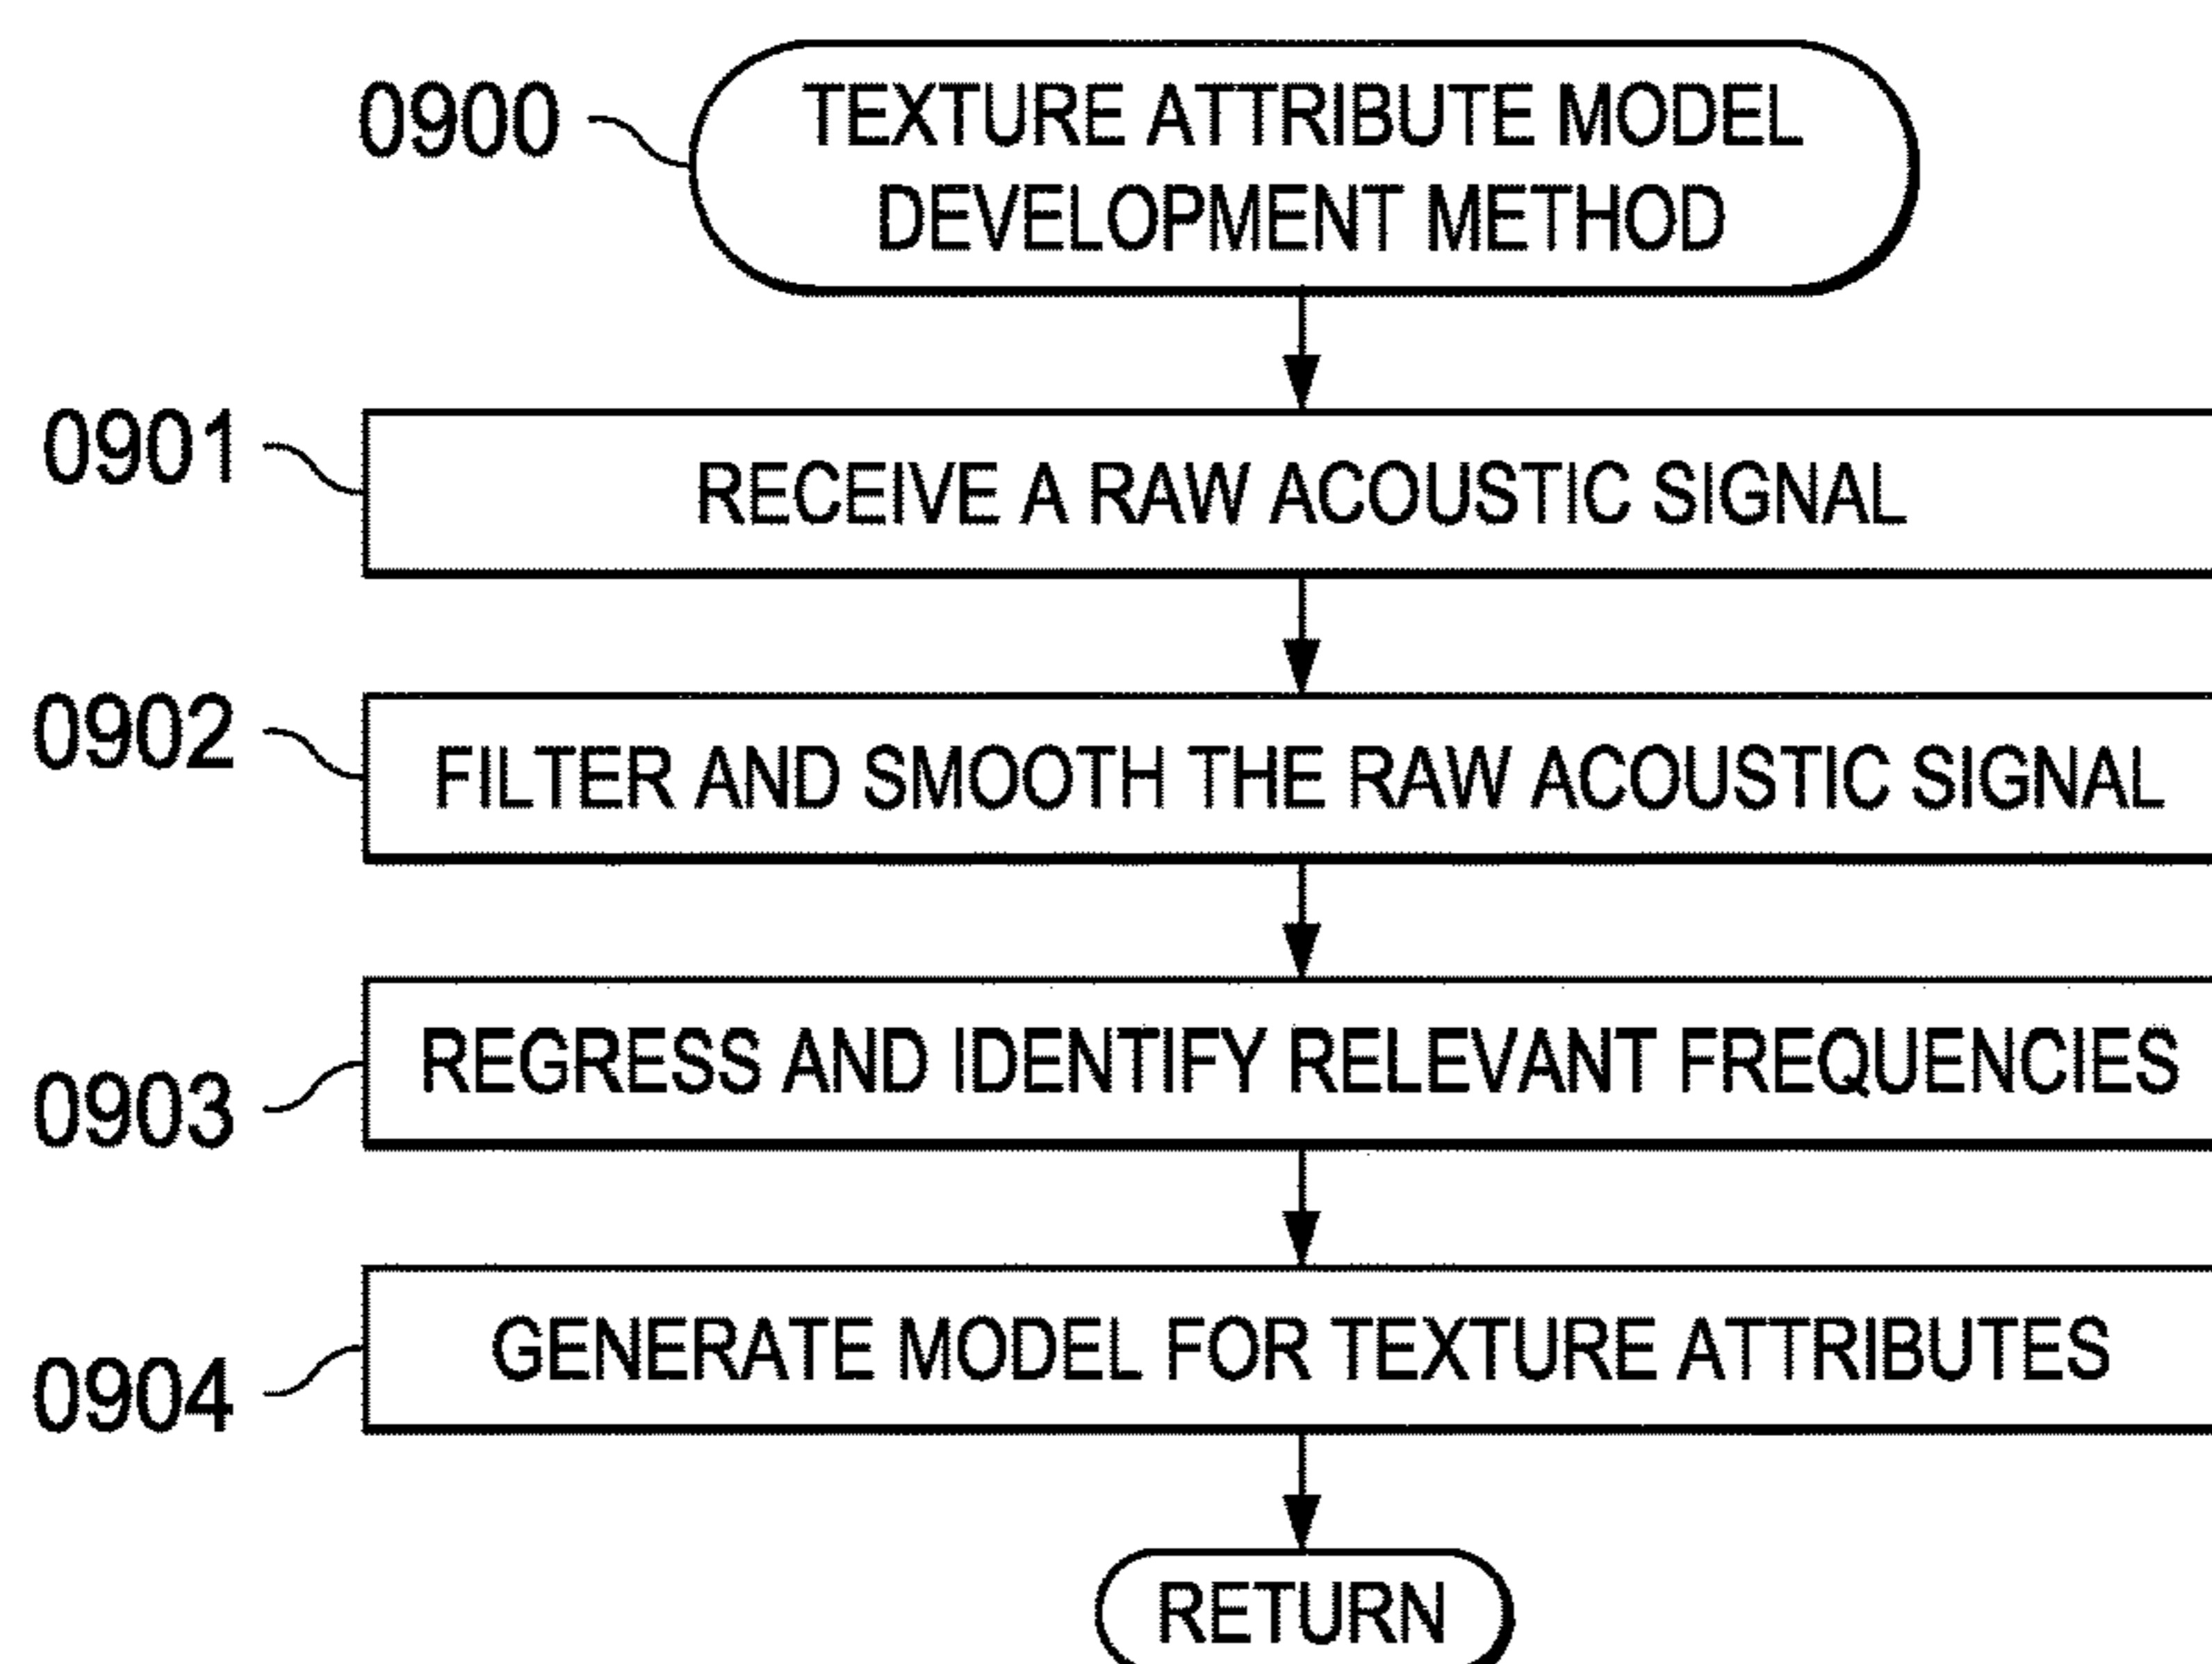 0900
TEXTURE ATTRIBUTE MODEL
DEVELOPMENT METHOD
0901
RECEIVE A RAW ACOUSTIC SIGNAL
0902
FILTER AND SMOOTH THE RAW ACOUSTIC SIGNAL
0903
REGRESS AND IDENTIFY RELEVANT FREQUENCIES
0904
GENERATE MODEL FOR TEXTURE ATTRIBUTES
RETURN